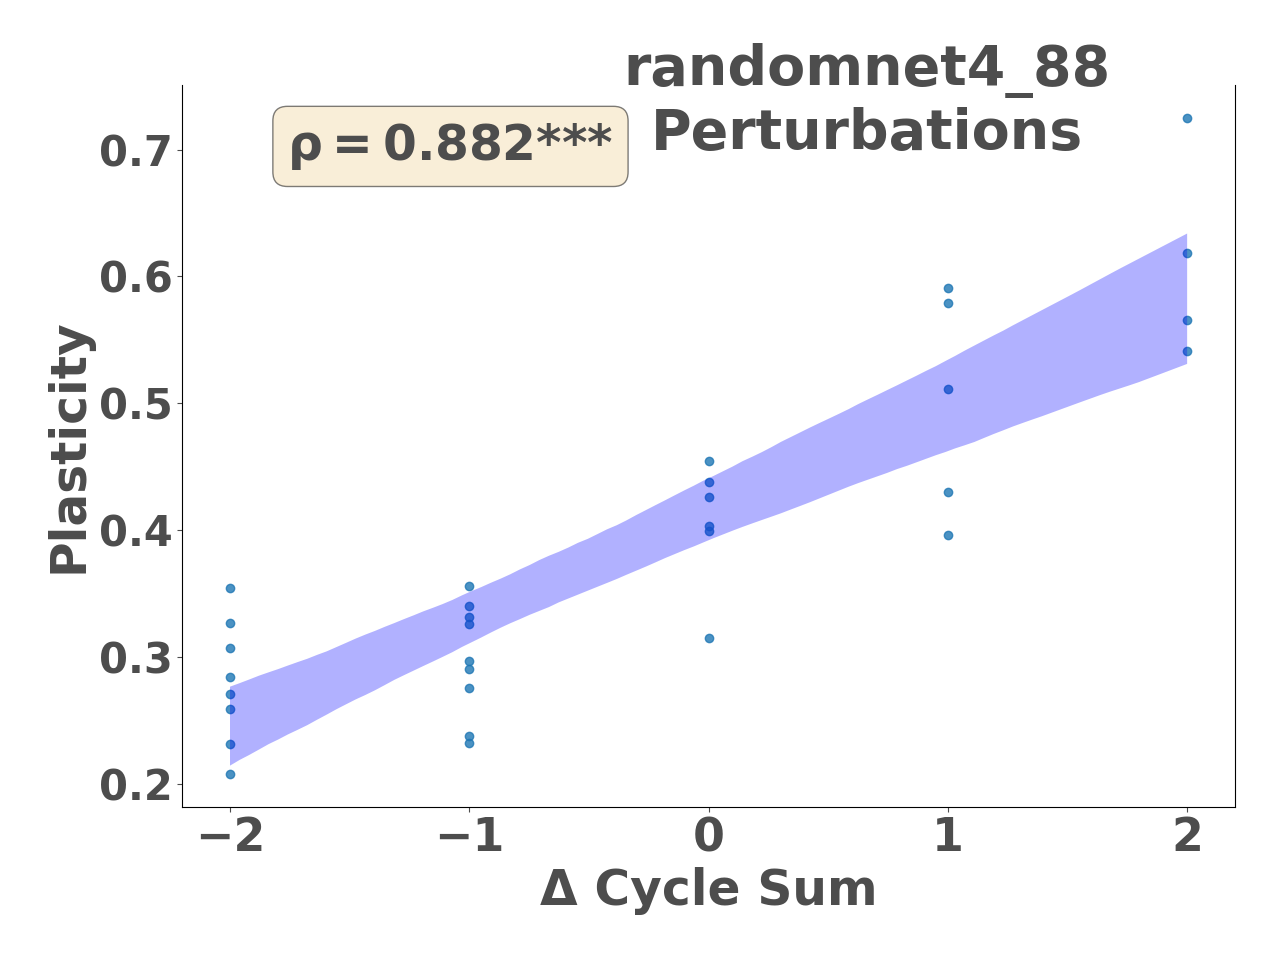 randomnet4_88
Perturbations
ρ = 0.882***
0.7
0.6
0.5
0.4
0.3
0.2
Plasticity
−2 −1 0 1 2
Δ Cycle Sum